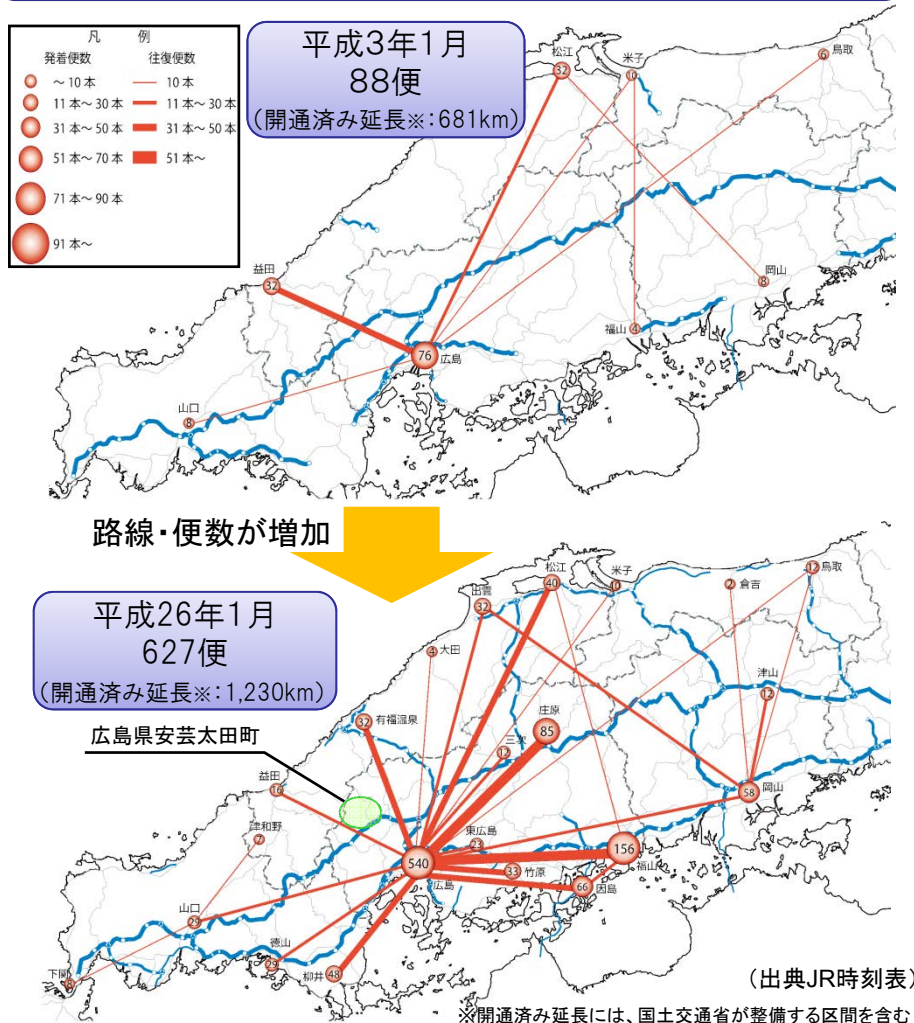 凡 例
発着便数 往復便数
～10本 10本
11本～30本 11本～30本
31本～50本 31本～50本
51本～70本 51本～
71本～90本
91本～
平成3年1月
88便
(開通済み延長※:681km)
松江
32
米子
10
鳥取
6
益田
32
岡山
8
福山 4
76 広島
山口
8
路線・便数が増加
平成26年1月
627便
(開通済み延長※:1,230km)
広島県安芸太田町
松江
40
米子
10
2 倉吉
鳥取
12
出雲
32
大田
4
津山
12
有福温泉
32
庄原
85
三次
12
益田
16
岡山
58
津和野
7
東広島
23
540
広島
156
福山
33 竹原
66 因島
山口
29
徳山
29
柳井 48
下関
8
(出典JR時刻表)
※開通済み延長には、国土交通省が整備する区間を含む